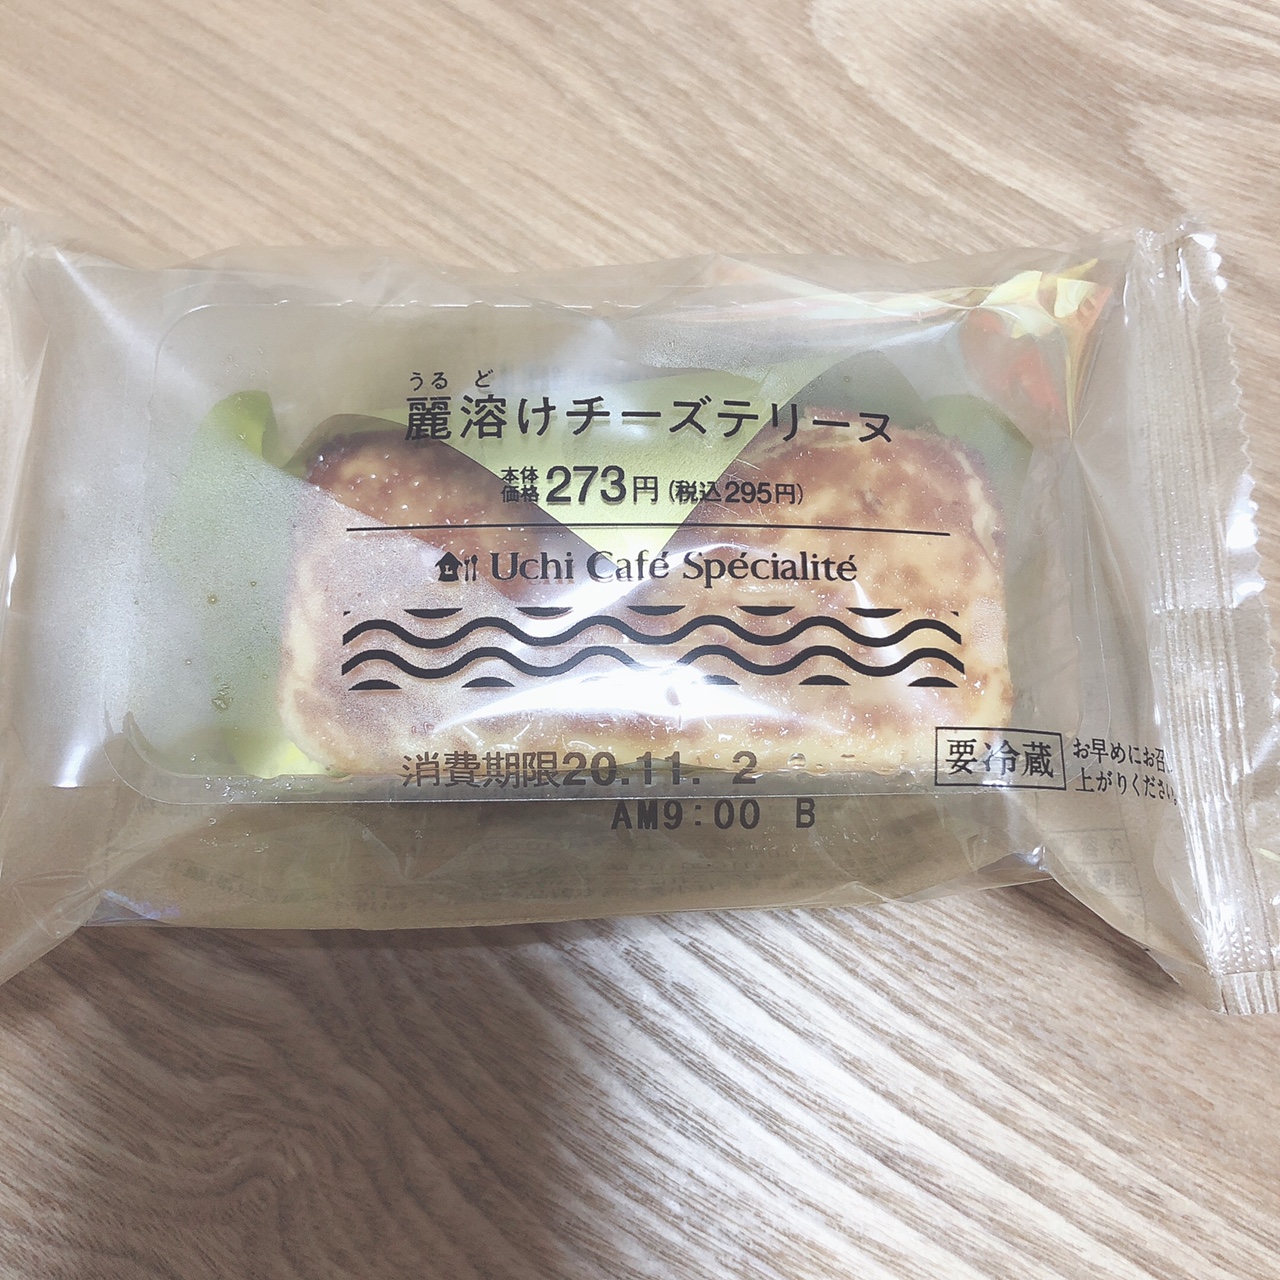 うる ど
麗溶けチーズテリーヌ
本体価格 273円 (税込295円)
Uchi Café Spécialité
消費期限20.11. 2
AM9:00 B
要冷蔵
お早めにお召し
上がりください。